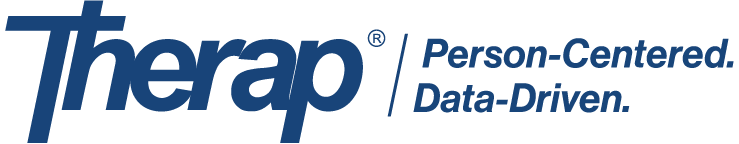 Therap® / Person-Centered.
Data-Driven.